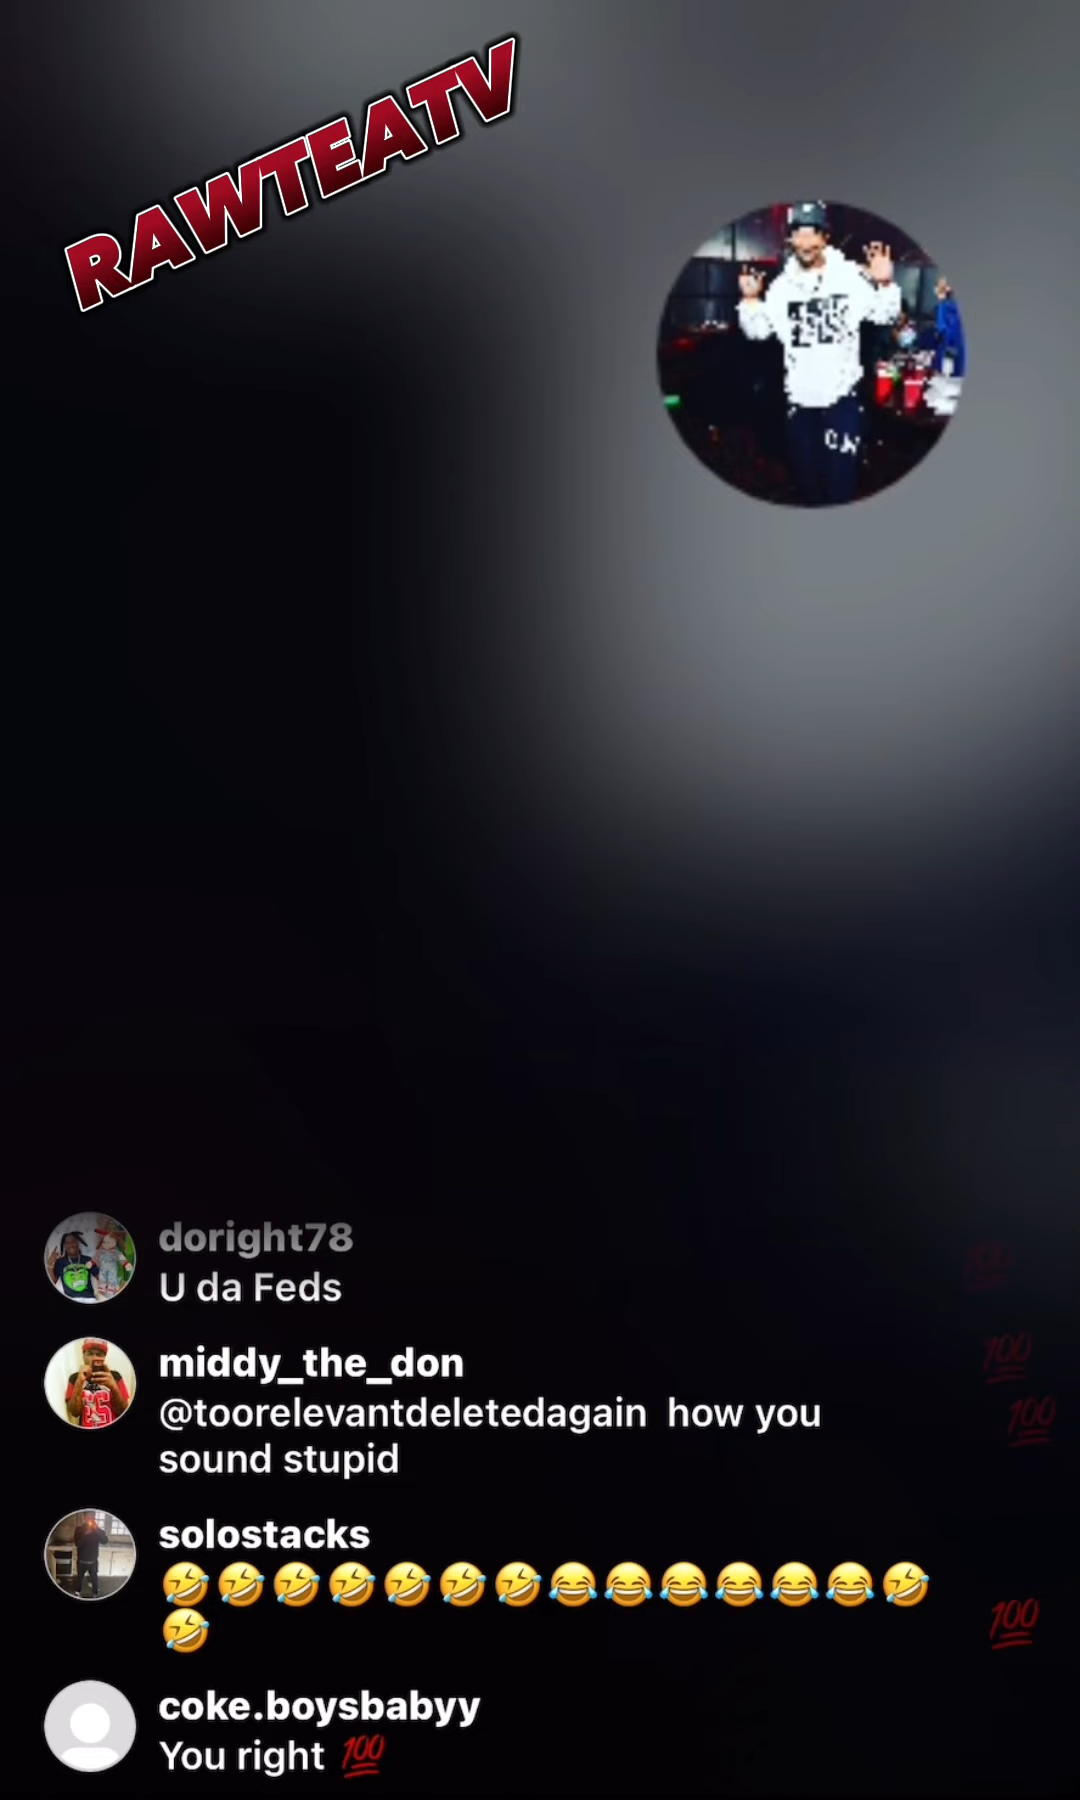 RAWTEATV
doright78
U da Feds
middy_the_don
@toorelevantdeletedagain how you
sound stupid
solostacks
🤣🤣🤣🤣🤣🤣🤣😂😂😂😂😂😂🤣
🤣
coke.boysbabyy
You right 💯